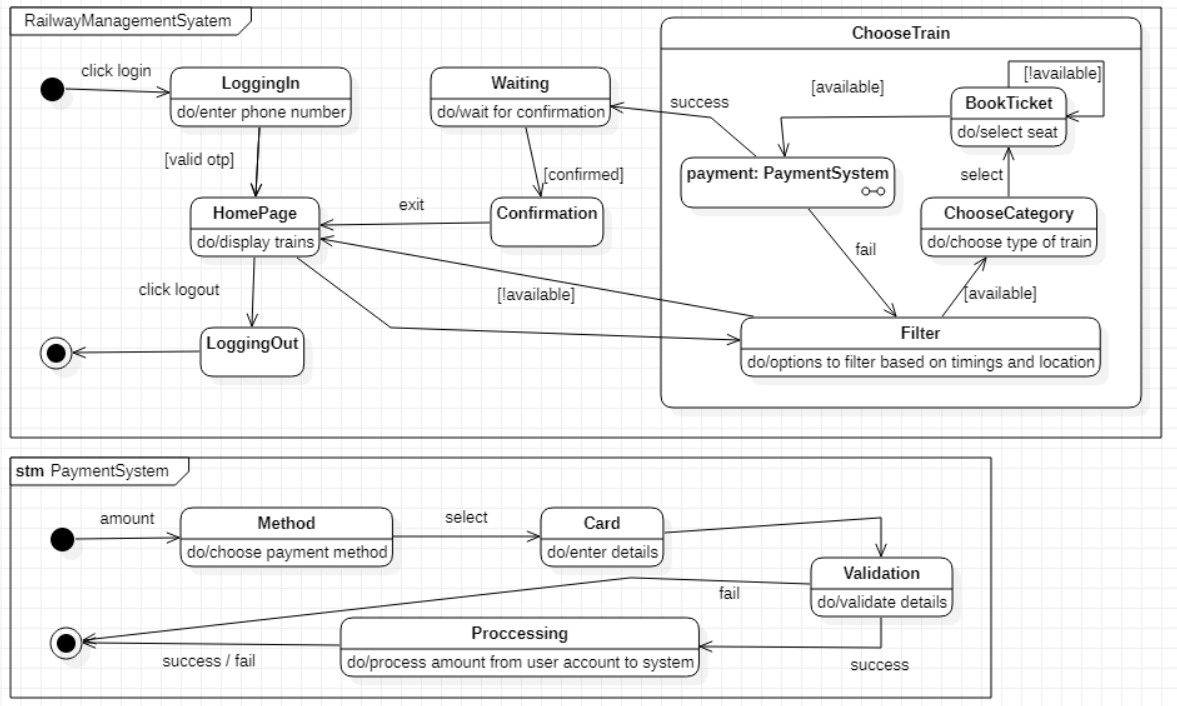 RailwayManagementSyatem
ChooseTrain
click login
LoggingIn
do/enter phone number
Waiting
do/wait for confirmation
success
[available]
[!available]
BookTicket
do/select seat
[valid otp]
[confirmed]
payment: PaymentSystem
select
HomePage
do/display trains
exit
Confirmation
ChooseCategory
do/choose type of train
fail
click logout
[!available]
[available]
LoggingOut
Filter
do/options to filter based on timings and location
stm PaymentSystem
amount
Method
do/choose payment method
select
Card
do/enter details
Validation
do/validate details
fail
Proccessing
do/process amount from user account to system
success / fail
success